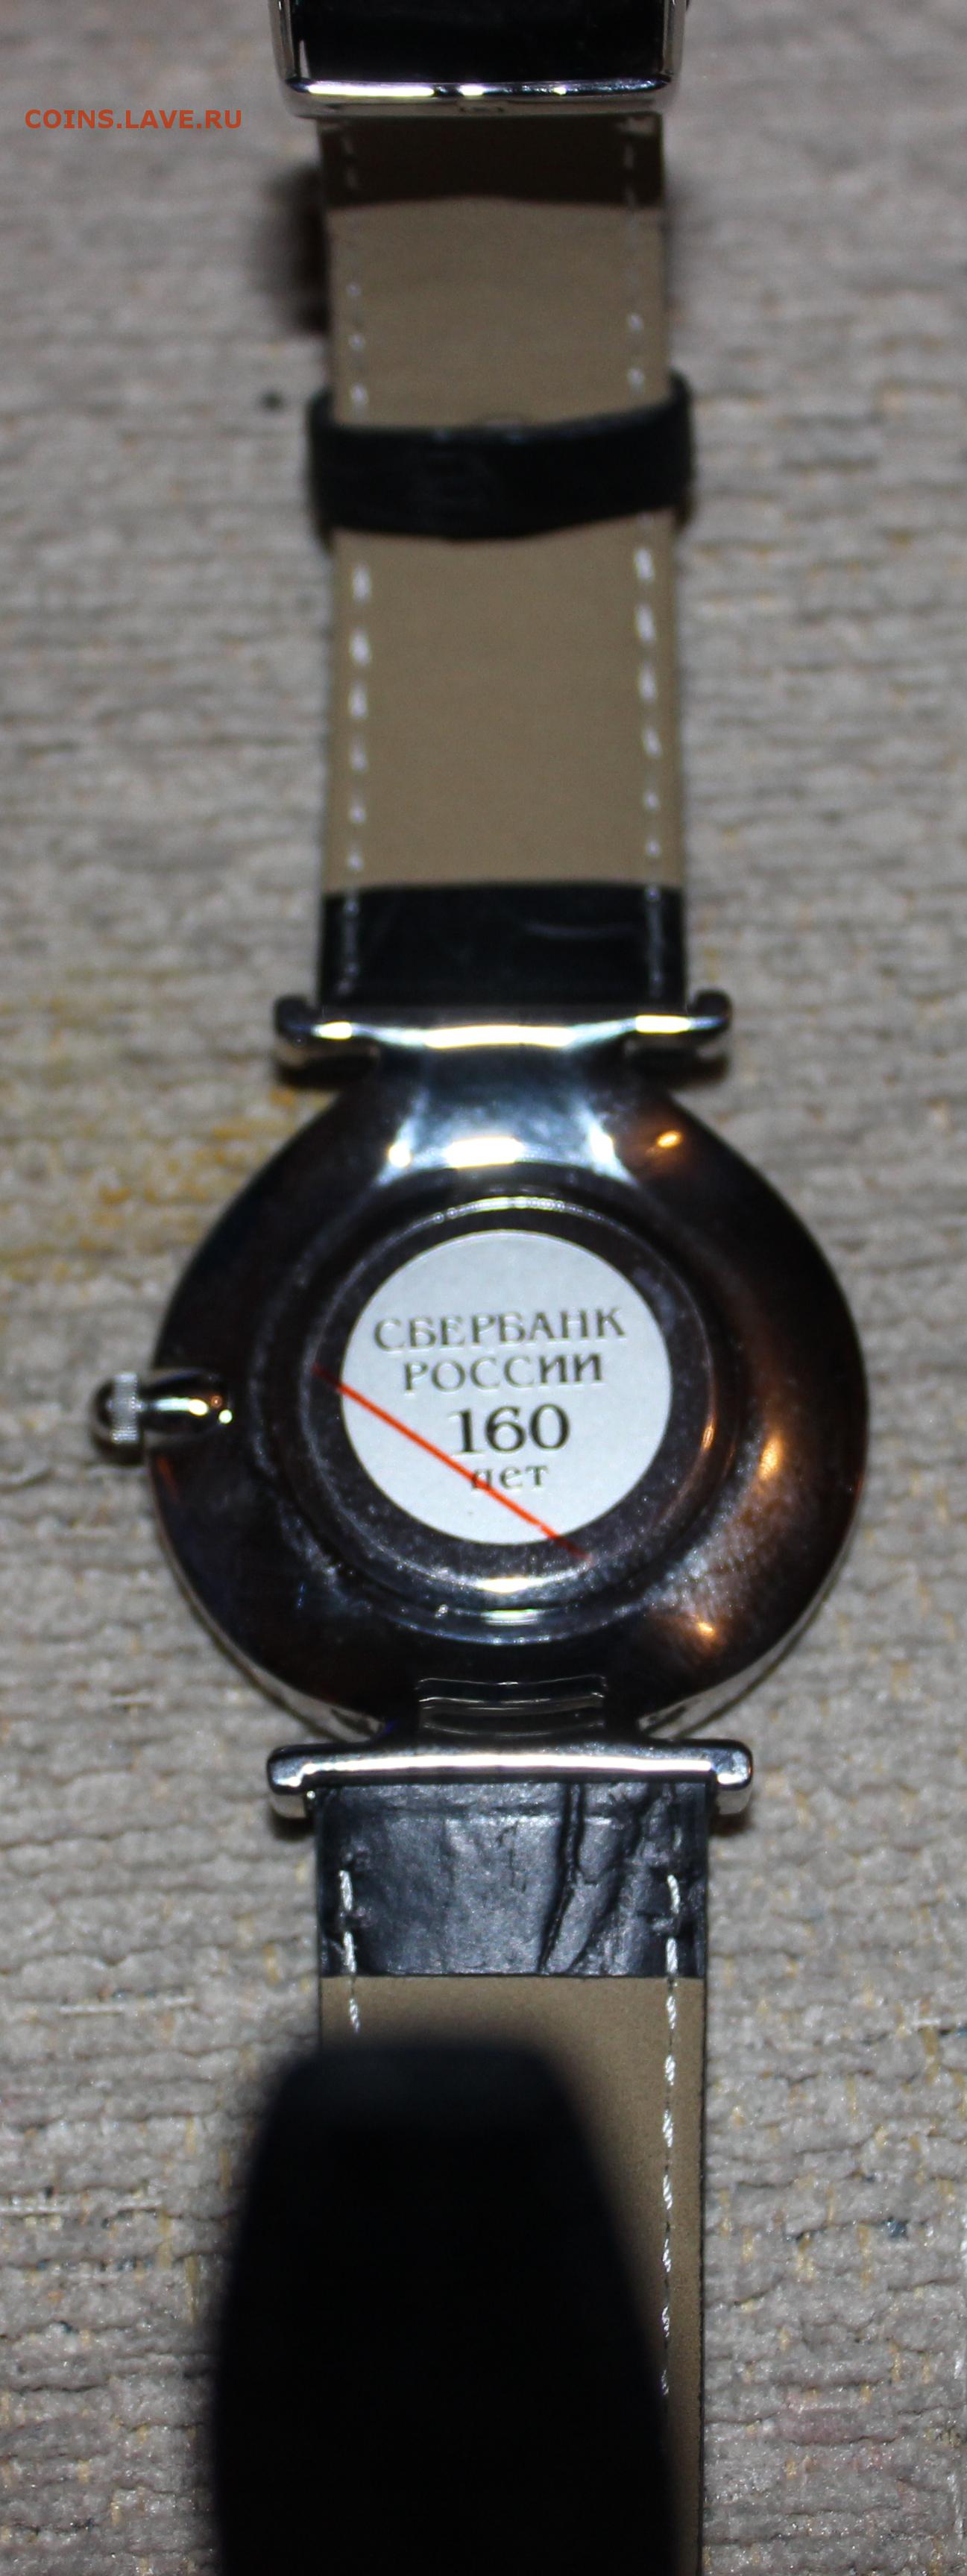 COINS.LAVE.RU
СБЕРБАНК
РОССИИ
160
лет